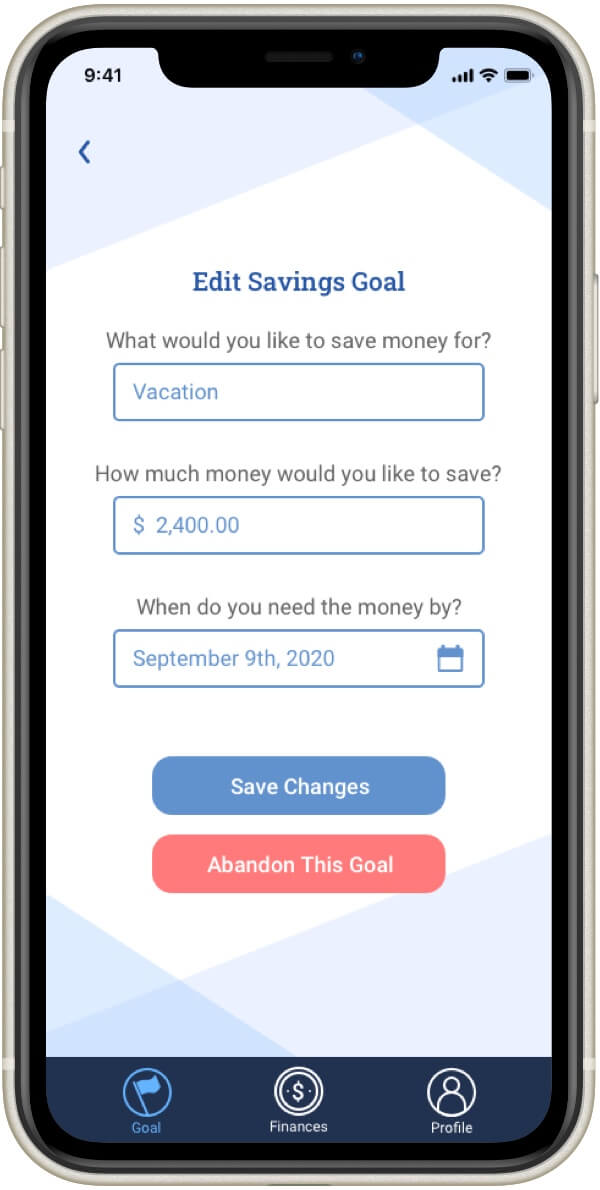 9:41
Edit Savings Goal
What would you like to save money for?
Vacation
How much money would you like to save?
$ 2,400.00
When do you need the money by?
September 9th, 2020
Save Changes
Abandon This Goal
$
Goal
Finances
Profile